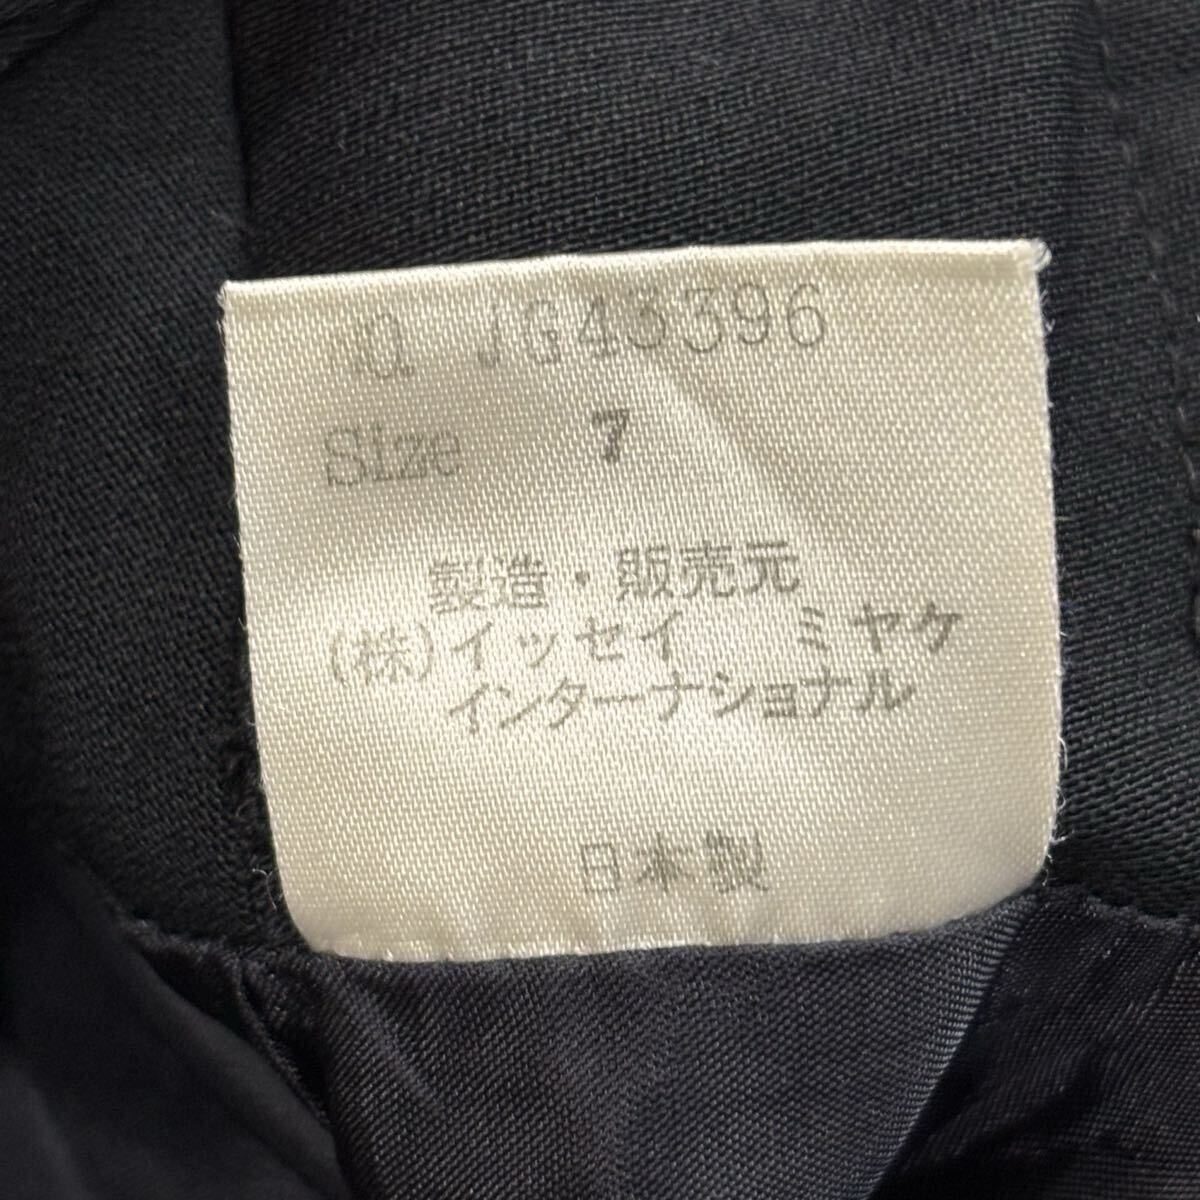 Q JG43396
Size 7
製造・販売元
(株)イッセイ ミヤケ
インターナショナル
日本製